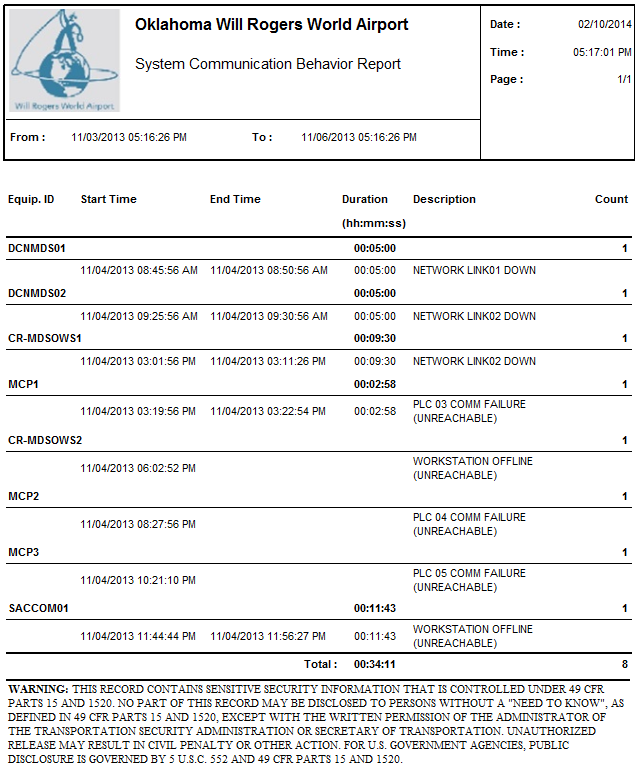 Oklahoma Will Rogers World Airport
System Communication Behavior Report
Will Rogers World Airport.
Date : 02/10/2014
Time : 05:17:01 PM
Page : 1/1
From : 11/03/2013 05:16:26 PM To : 11/06/2013 05:16:26 PM
Equip. ID Start Time End Time Duration Description Count
(hh:mm:ss)
DCNMDS01 00:05:00 1
11/04/2013 08:45:56 AM 11/04/2013 08:50:56 AM 00:05:00 NETWORK LINK01 DOWN
DCNMDS02 00:05:00 1
11/04/2013 09:25:56 AM 11/04/2013 09:30:56 AM 00:05:00 NETWORK LINK02 DOWN
CR-MDSOWS1 00:09:30 1
11/04/2013 03:01:56 PM 11/04/2013 03:11:26 PM 00:09:30 NETWORK LINK02 DOWN
MCP1 00:02:58 1
11/04/2013 03:19:56 PM 11/04/2013 03:22:54 PM 00:02:58 PLC 03 COMM FAILURE
(UNREACHABLE)
CR-MDSOWS2 1
11/04/2013 06:02:52 PM WORKSTATION OFFLINE
(UNREACHABLE)
MCP2 1
11/04/2013 08:27:56 PM PLC 04 COMM FAILURE
(UNREACHABLE)
MCP3 1
11/04/2013 10:21:10 PM PLC 05 COMM FAILURE
(UNREACHABLE)
SACCOM01 00:11:43 1
11/04/2013 11:44:44 PM 11/04/2013 11:56:27 PM 00:11:43 WORKSTATION OFFLINE
(UNREACHABLE)
Total : 00:34:11 8
WARNING: THIS RECORD CONTAINS SENSITIVE SECURITY INFORMATION THAT IS CONTROLLED UNDER 49 CFR
PARTS 15 AND 1520. NO PART OF THIS RECORD MAY BE DISCLOSED TO PERSONS WITHOUT A "NEED TO KNOW", AS
DEFINED IN 49 CFR PARTS 15 AND 1520, EXCEPT WITH THE WRITTEN PERMISSION OF THE ADMINISTRATOR OF
THE TRANSPORTATION SECURITY ADMINISTRATION OR SECRETARY OF TRANSPORTATION. UNAUTHORIZED
RELEASE MAY RESULT IN CIVIL PENALTY OR OTHER ACTION. FOR U.S. GOVERNMENT AGENCIES, PUBLIC
DISCLOSURE IS GOVERNED BY 5 U.S.C. 552 AND 49 CFR PARTS 15 AND 1520.